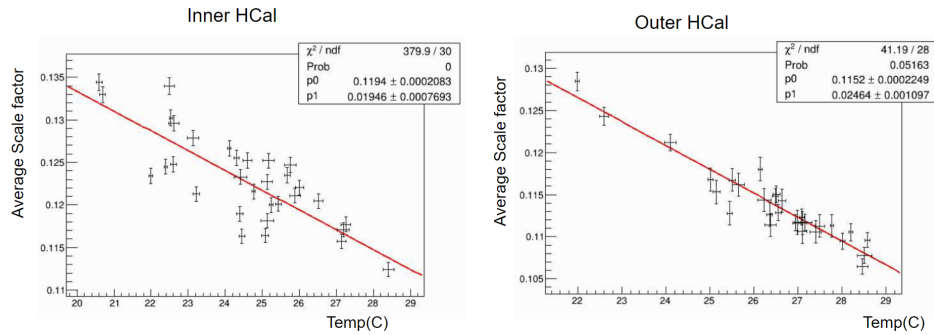 Inner HCal
χ² / ndf 379.9 / 30
Prob 0
p0 0.1194 ± 0.0002083
p1 0.01946 ± 0.0007693
Average Scale factor
0.135
0.13
0.125
0.12
0.115
0.11
20 21 22 23 24 25 26 27 28 29
Temp(C)
Outer HCal
χ² / ndf 41.19 / 28
Prob 0.05163
p0 0.1152 ± 0.0002249
p1 0.02464 ± 0.001097
Average Scale factor
0.13
0.125
0.12
0.115
0.11
0.105
22 23 24 25 26 27 28 29
Temp(C)